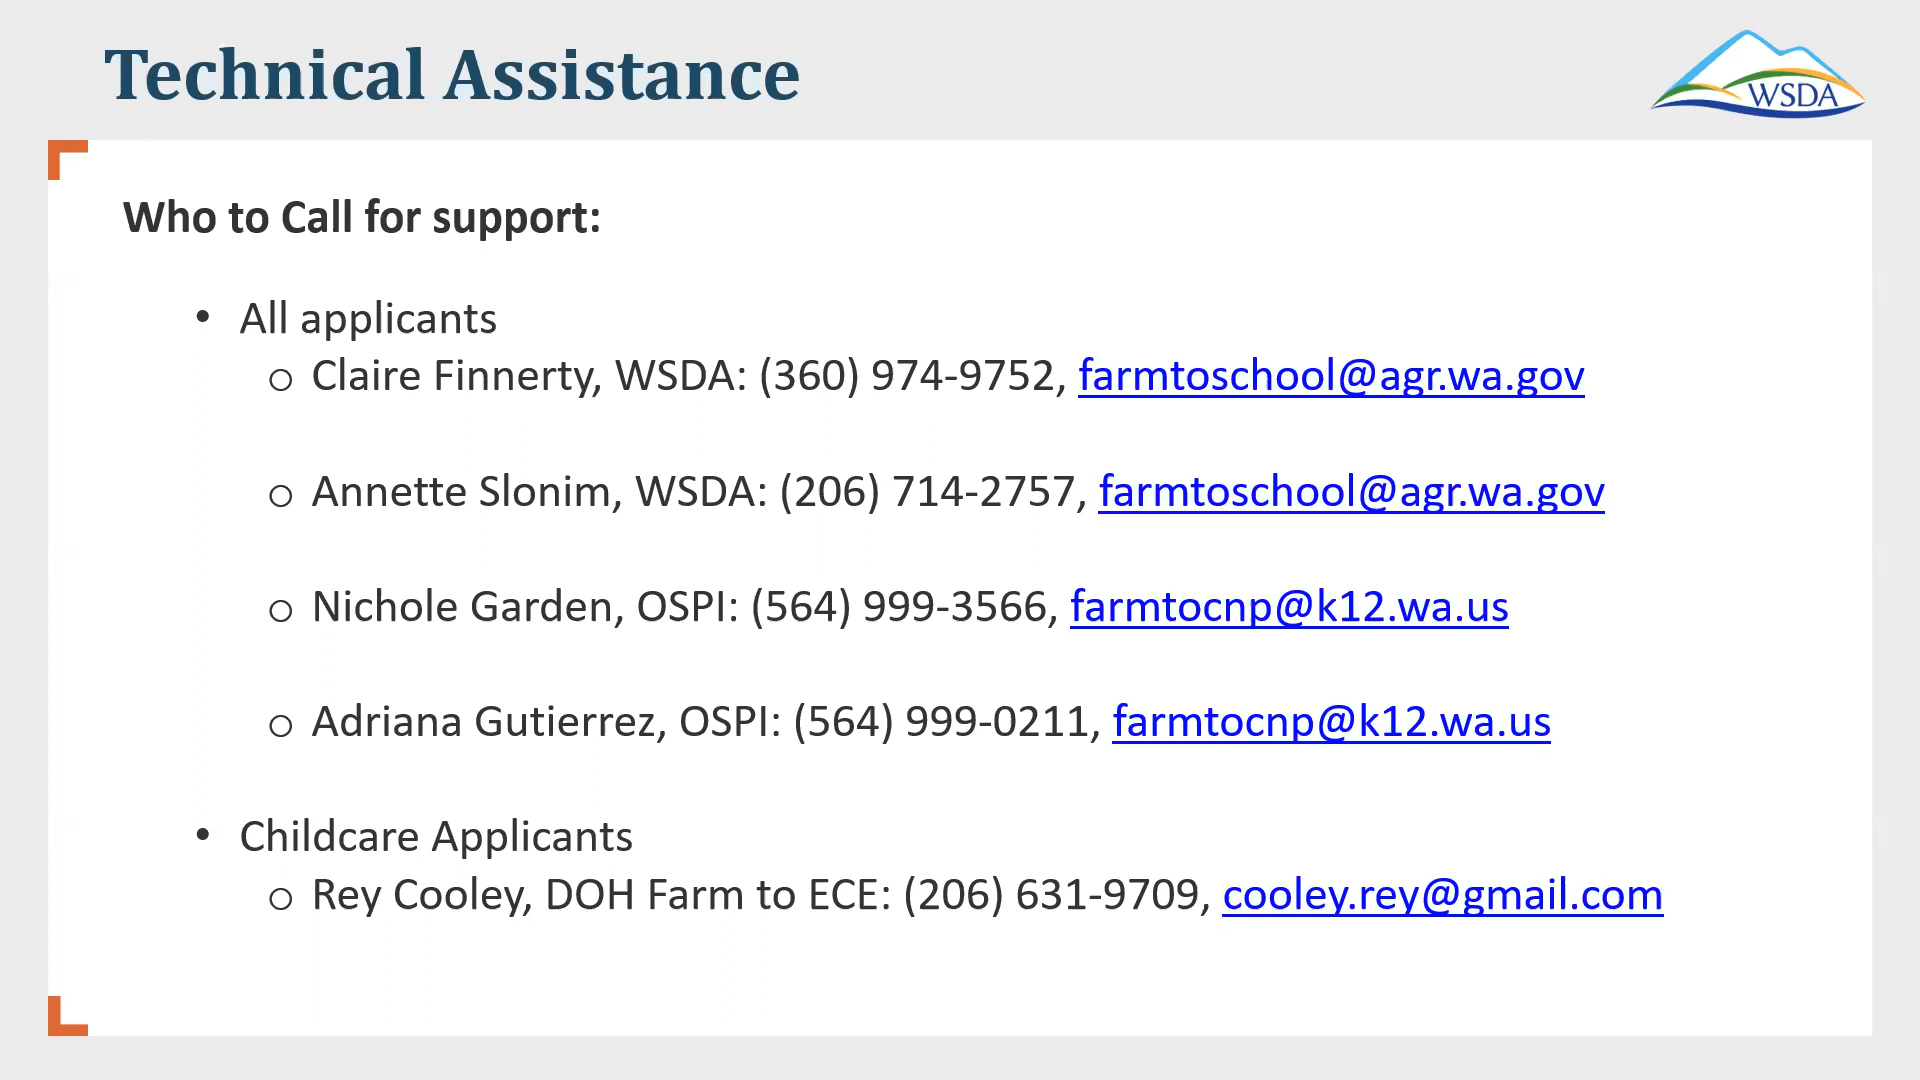 Technical Assistance
WSDA
Who to Call for support:
• All applicants
o Claire Finnerty, WSDA: (360) 974-9752, farmtoschool@agr.wa.gov
o Annette Slonim, WSDA: (206) 714-2757, farmtoschool@agr.wa.gov
o Nichole Garden, OSPI: (564) 999-3566, farmtocnp@k12.wa.us
o Adriana Gutierrez, OSPI: (564) 999-0211, farmtocnp@k12.wa.us
• Childcare Applicants
o Rey Cooley, DOH Farm to ECE: (206) 631-9709, cooley.rey@gmail.com